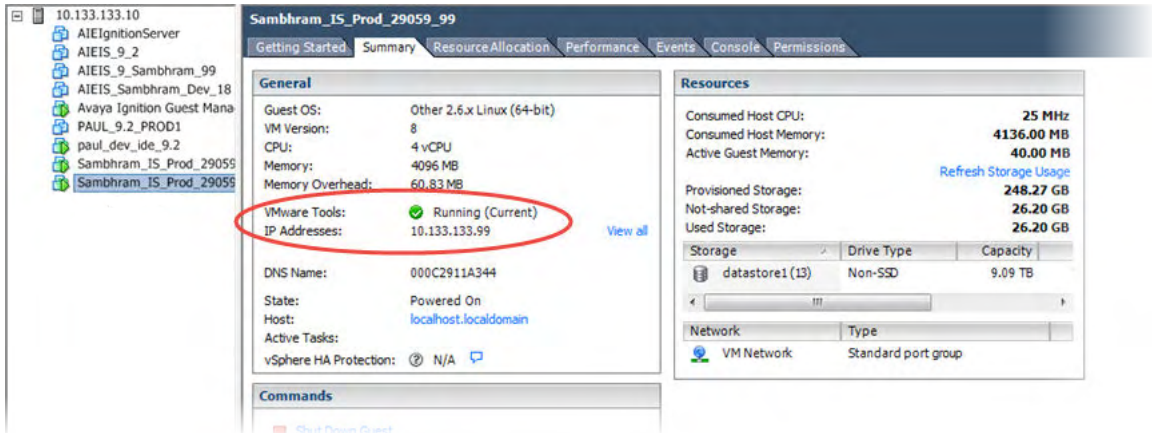 10.133.133.10
AIEIgnitionServer
AIEIS_9_2
AIEIS_9_Sambhram_99
AIEIS_Sambhram_Dev_18
Avaya Ignition Guest Mana
PAUL_9.2_PROD1
paul_dev_ide_9.2
Sambhram_IS_Prod_29059
Sambhram_IS_Prod_29059
Sambhram_IS_Prod_29059_99
Getting Started Summary Resource Allocation Performance Events Console Permissions
General
Guest OS: Other 2.6.x Linux (64-bit)
VM Version: 8
CPU: 4 vCPU
Memory: 4096 MB
Memory Overhead: 60.83 MB
VMware Tools: Running (Current)
IP Addresses: 10.133.133.99 View all
DNS Name: 000C2911A344
State: Powered On
Host: localhost.localdomain
Active Tasks:
vSphere HA Protection: N/A
Commands
Shut Down Guest
Resources
Consumed Host CPU: 25 MHz
Consumed Host Memory: 4136.00 MB
Active Guest Memory: 40.00 MB
Refresh Storage Usage
Provisioned Storage: 248.27 GB
Not-shared Storage: 26.20 GB
Used Storage: 26.20 GB
Storage Drive Type Capacity
datastore1 (13) Non-SSD 9.09 TB
Network Type
VM Network Standard port group